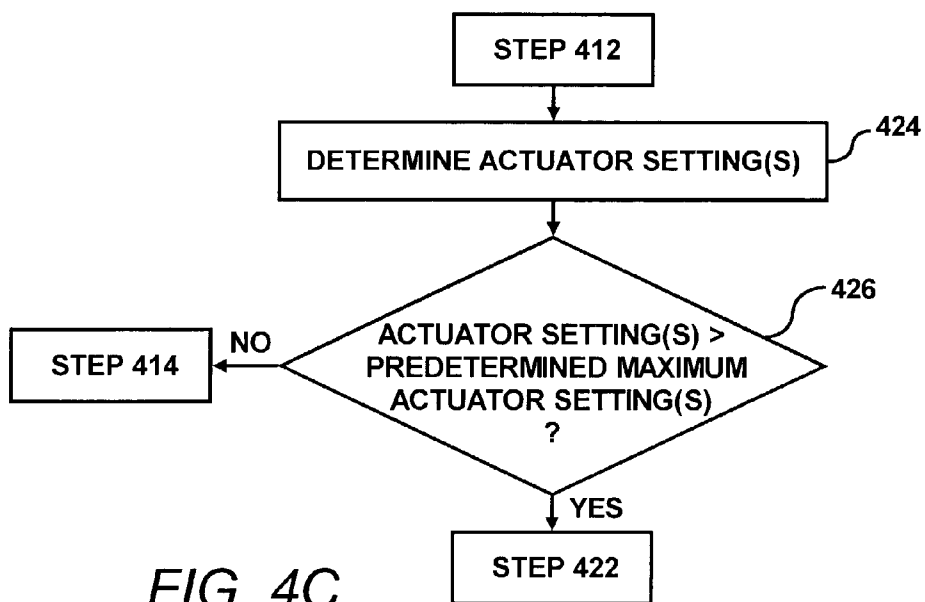 STEP 412
DETERMINE ACTUATOR SETTING(S)
424
ACTUATOR SETTING(S) >
PREDETERMINED MAXIMUM
ACTUATOR SETTING(S)
?
426
NO
STEP 414
YES
STEP 422
FIG. 4C